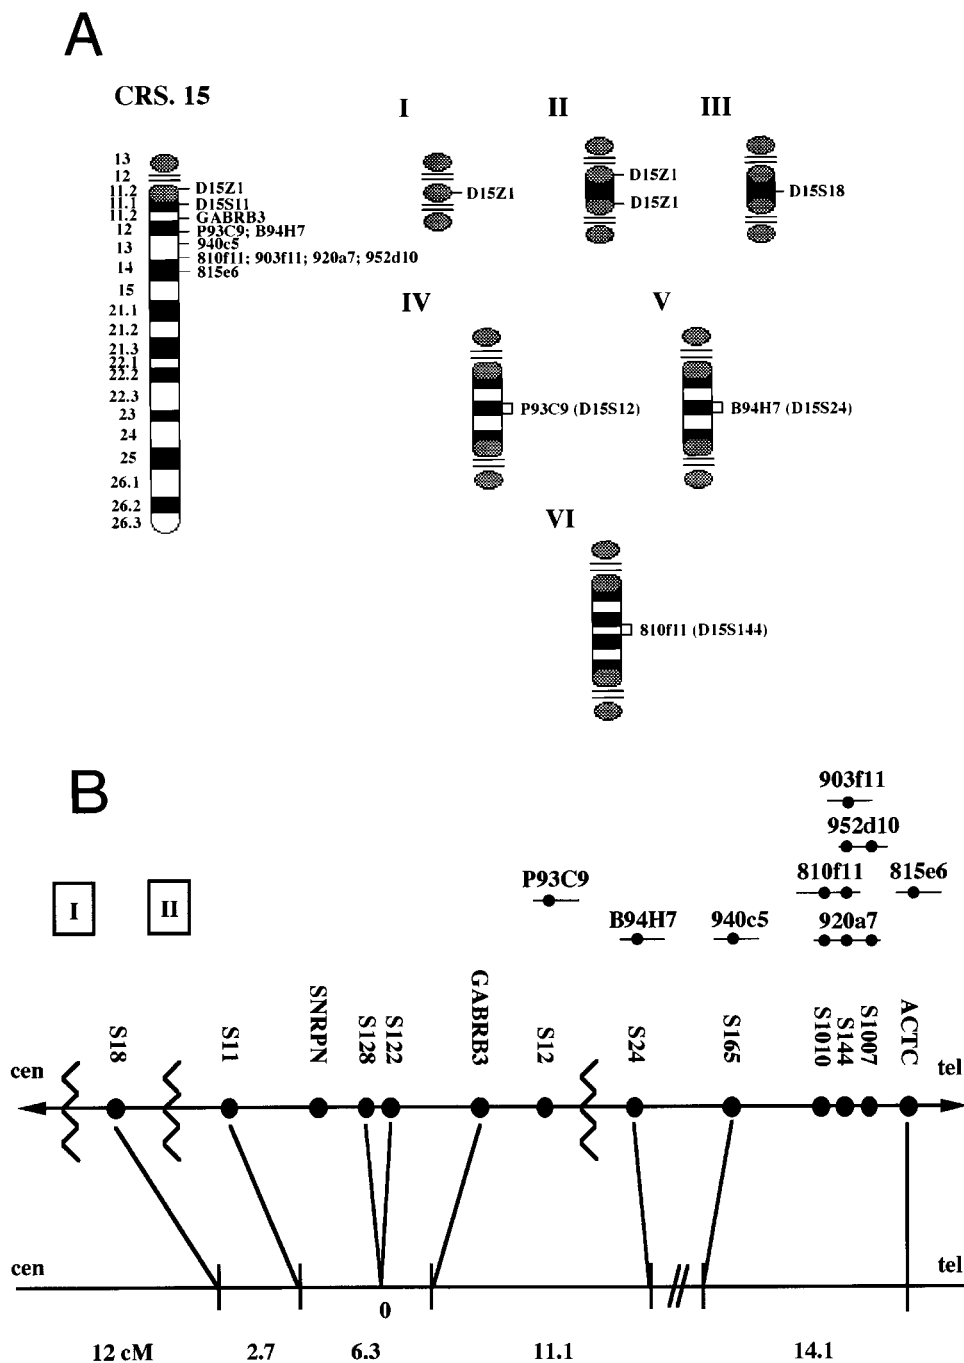 A
CRS. 15
13
12
11.2
11.1
11.2
12
13
14
15
21.1
21.2
21.3
22.1
22.2
22.3
23
24
25
26.1
26.2
26.3
D15Z1
D15S11
GABRB3
P93C9; B94H7
940c5
810f11; 903f11; 920a7; 952d10
815e6
I
D15Z1
II
D15Z1
D15Z1
III
D15S18
IV
P93C9 (D15S12)
V
B94H7 (D15S24)
VI
810f11 (D15S144)
B
903f11
952d10
810f11
815e6
920a7
P93C9
B94H7
940c5
I
II
S18
S11
SNRPN
S128
S122
GABRB3
S12
S24
S165
S1010
S144
S1007
ACTC
cen
tel
cen
tel
0
12 cM
2.7
6.3
11.1
14.1